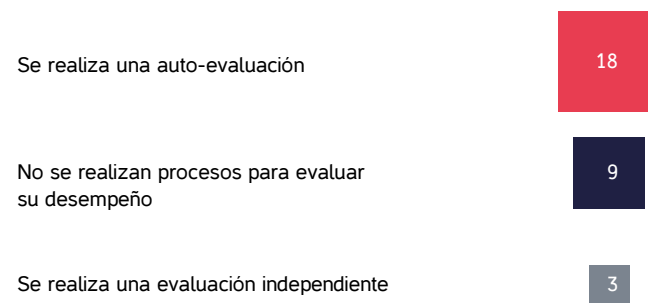 Se realiza una auto-evaluación
18
No se realizan procesos para evaluar
su desempeño
9
Se realiza una evaluación independiente
3